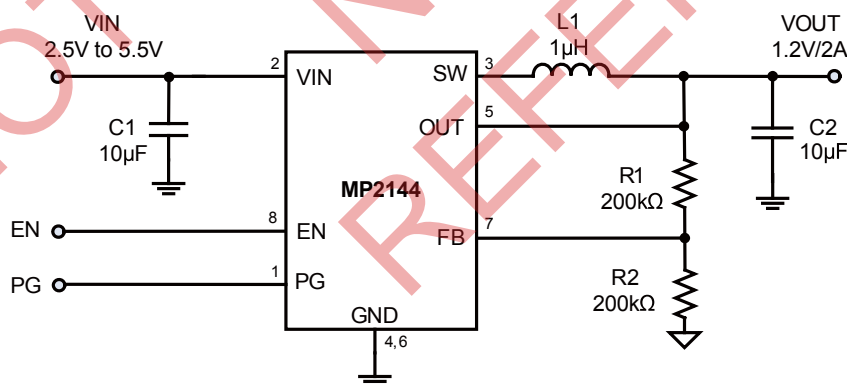 VIN
2.5V to 5.5V
L1
1µH
VOUT
1.2V/2A
2
VIN
SW
3
C1
10µF
OUT
5
C2
10µF
MP2144
R1
200kΩ
EN
8
EN
FB
7
PG
1
PG
R2
200kΩ
GND
4,6
OT
N
REFE